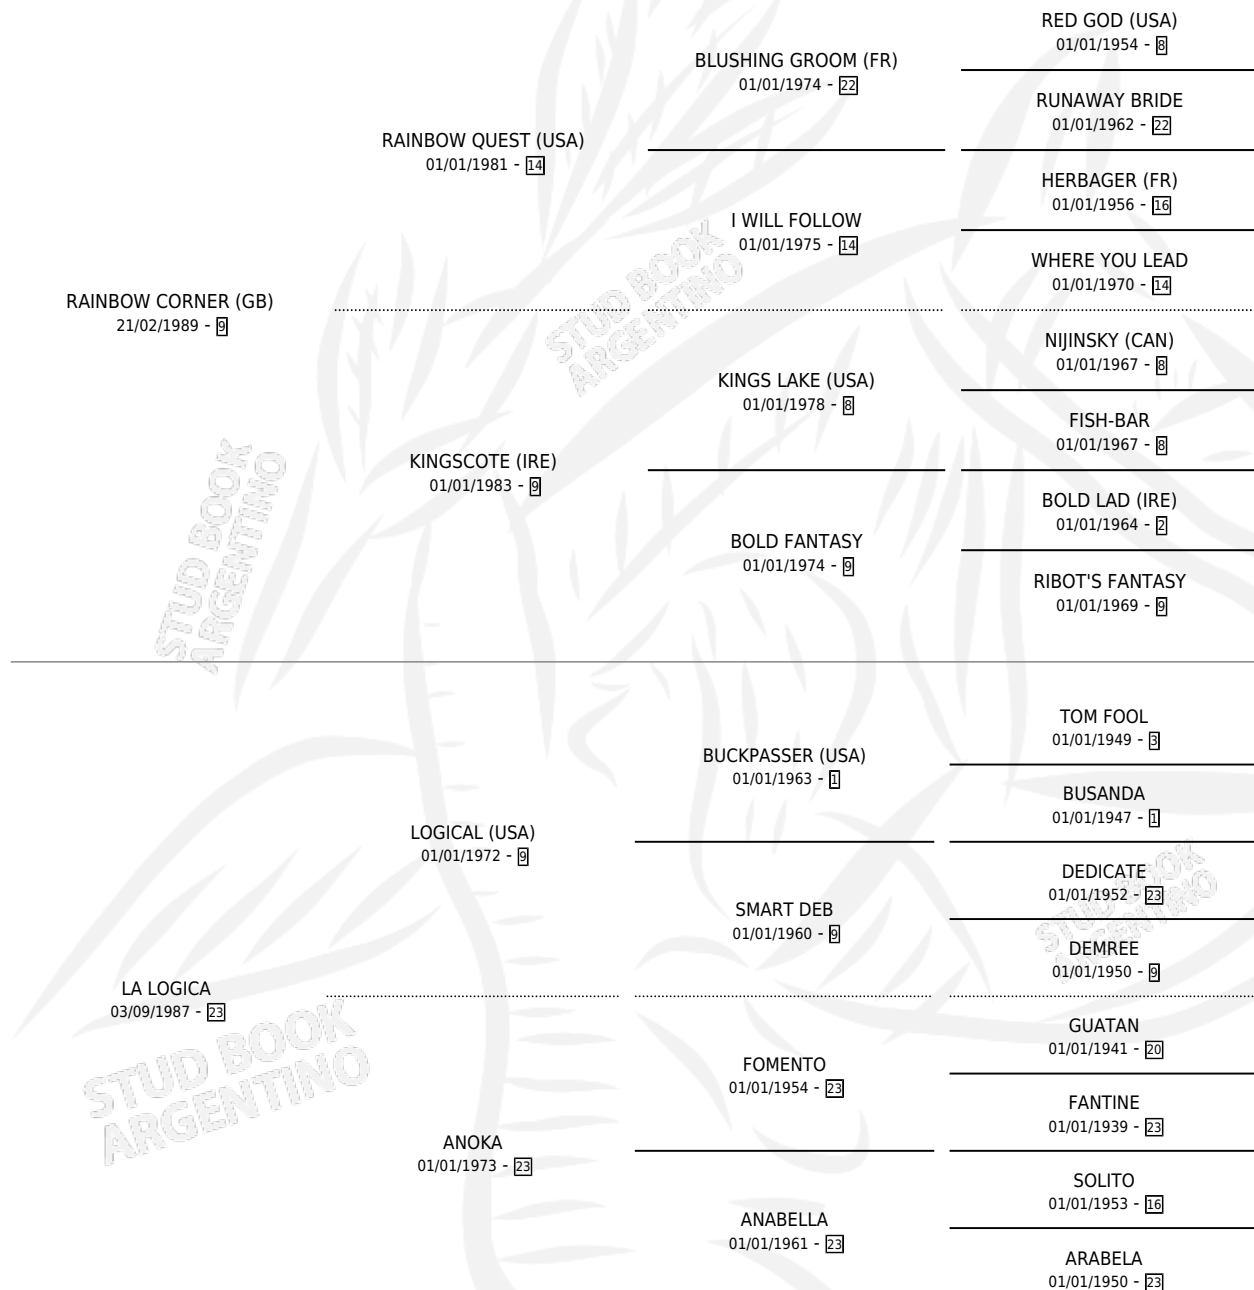 RED GOD (USA)
01/01/1954 - 8
BLUSHING GROOM (FR)
01/01/1974 - 22
RUNAWAY BRIDE
01/01/1962 - 22
RAINBOW QUEST (USA)
01/01/1981 - 14
HERBAGER (FR)
01/01/1956 - 16
I WILL FOLLOW
01/01/1975 - 14
WHERE YOU LEAD
01/01/1970 - 14
RAINBOW CORNER (GB)
21/02/1989 - 9
NIJINSKY (CAN)
01/01/1967 - 8
KINGS LAKE (USA)
01/01/1978 - 8
FISH-BAR
01/01/1967 - 8
KINGSCOTE (IRE)
01/01/1983 - 9
BOLD LAD (IRE)
01/01/1964 - 2
BOLD FANTASY
01/01/1974 - 9
RIBOT'S FANTASY
01/01/1969 - 9
TOM FOOL
01/01/1949 - 3
BUCKPASSER (USA)
01/01/1963 - 1
BUSANDA
01/01/1947 - 1
LOGICAL (USA)
01/01/1972 - 9
DEDICATE
01/01/1952 - 23
SMART DEB
01/01/1960 - 9
DEMREE
01/01/1950 - 9
LA LOGICA
03/09/1987 - 23
GUATAN
01/01/1941 - 20
FOMENTO
01/01/1954 - 23
FANTINE
01/01/1939 - 23
ANOKA
01/01/1973 - 23
SOLITO
01/01/1953 - 16
ANABELLA
01/01/1961 - 23
ARABELA
01/01/1950 - 23
STUD BOOK
ARGENTINO
STUD BOOK
ARGENTINO
STUD BOOK
ARGENTINO
STUD BOOK
ARGENTINO